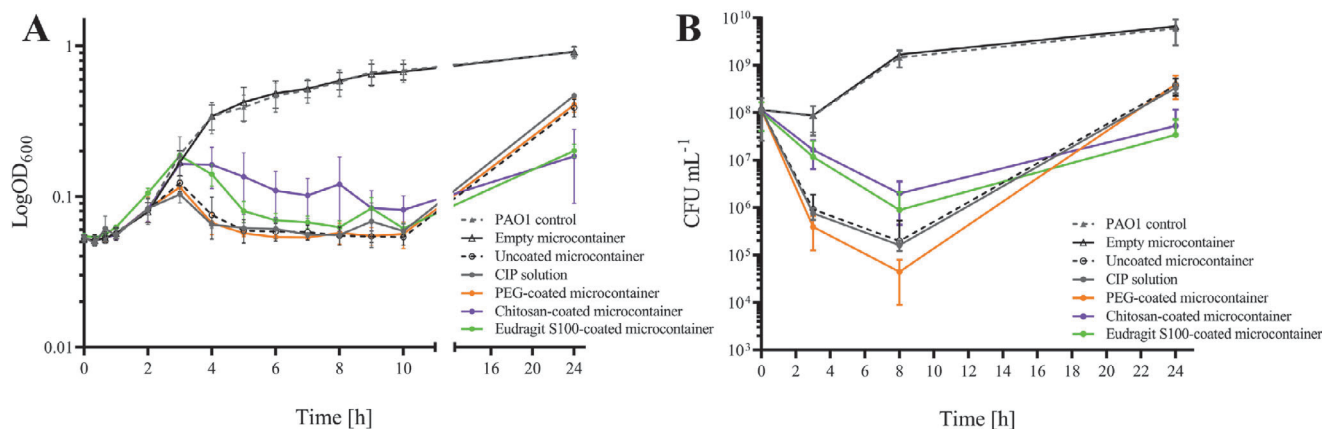 A
LogOD600
1
0.1
0.01
0
2
4
6
8
10
16
24
Time [h]
PAO1 control
Empty microcontainer
Uncoated microcontainer
CIP solution
PEG-coated microcontainer
Chitosan-coated microcontainer
Eudragit S100-coated microcontainer
B
CFU mL-1
10^10
10^9
10^8
10^7
10^6
10^5
10^4
10^3
0
2
4
6
8
10
12
14
16
18
20
22
24
Time [h]
PAO1 control
Empty microcontainer
Uncoated microcontainer
CIP solution
PEG-coated microcontainer
Chitosan-coated microcontainer
Eudragit S100-coated microcontainer